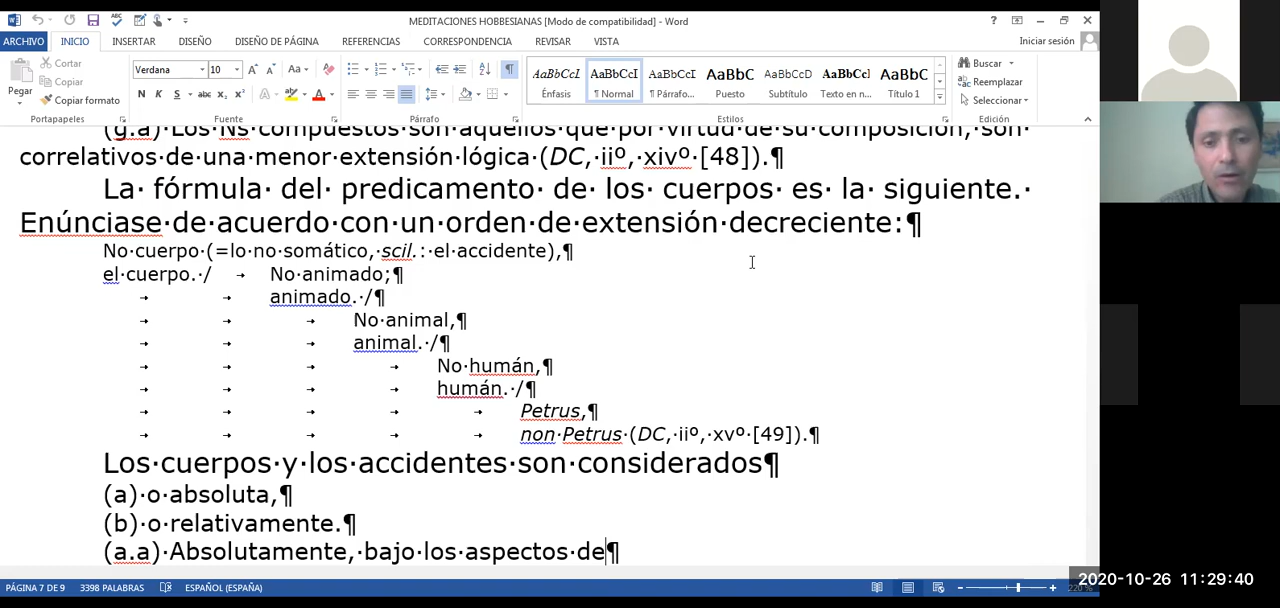 MEDITACIONES HOBBESIANAS [Modo de compatibilidad] - Word
ARCHIVO INICIO INSERTAR DISEÑO DISEÑO DE PÁGINA REFERENCIAS CORRESPONDENCIA REVISAR VISTA Iniciar sesión
Pegar
Cortar
Copiar
Copiar formato
Portapapeles
Verdana 10
N K S abc x₂ x²
Fuente
Párrafo
AaBbCcI AaBbCcI AaBbCcI AaBbC AaBbCcD AaBbCcI AaBbC
Énfasis ¶ Normal ¶ Párrafo... Puesto Subtítulo Texto en n... Título 1
Estilos
Buscar
Reemplazar
Seleccionar
Edición
(g.a) Los Ns compuestos son aquellos que por virtud de su composición, son
correlativos de una menor extensión lógica (DC, iiº, xivº [48]).¶
La fórmula del predicamento de los cuerpos es la siguiente.
Enúnciase de acuerdo con un orden de extensión decreciente:¶
No cuerpo (=lo no somático, scil.: el accidente),¶
el cuerpo. / → No animado;¶
→ → animado. /¶
→ → → No animal,¶
→ → → animal. /¶
→ → → → No humán,¶
→ → → → humán. /¶
→ → → → → Petrus,¶
→ → → → → non Petrus (DC, iiº, xvº [49]).¶
Los cuerpos y los accidentes son considerados¶
(a) o absoluta,¶
(b) o relativamente.¶
(a.a) Absolutamente, bajo los aspectos de¶
PÁGINA 7 DE 9 3398 PALABRAS ESPAÑOL (ESPAÑA) 220 %
2020-10-26 11:29:40